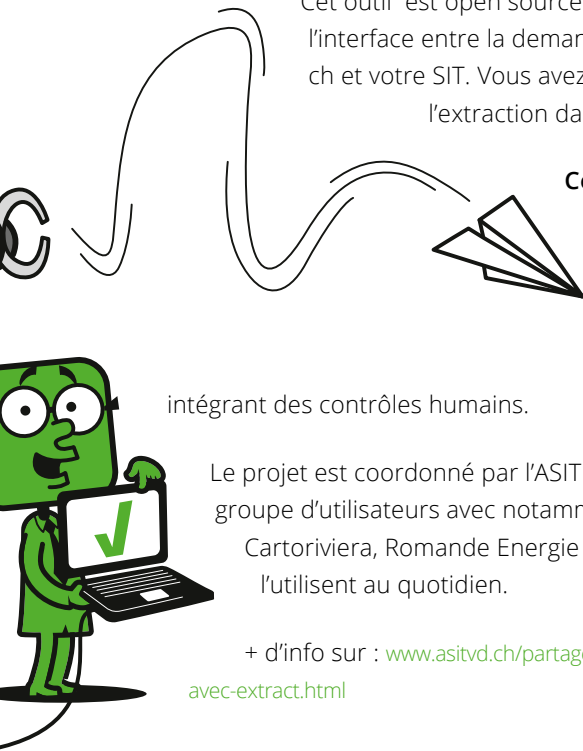 Cet outil est open source
l'interface entre la deman
ch et votre SIT. Vous avez
l'extraction da
C
intégrant des contrôles humains.
Le projet est coordonné par l'ASIT
groupe d'utilisateurs avec notamm
Cartoriviera, Romande Energie
l'utilisent au quotidien.
+ d'info sur : www.asitvd.ch/partage
avec-extract.html